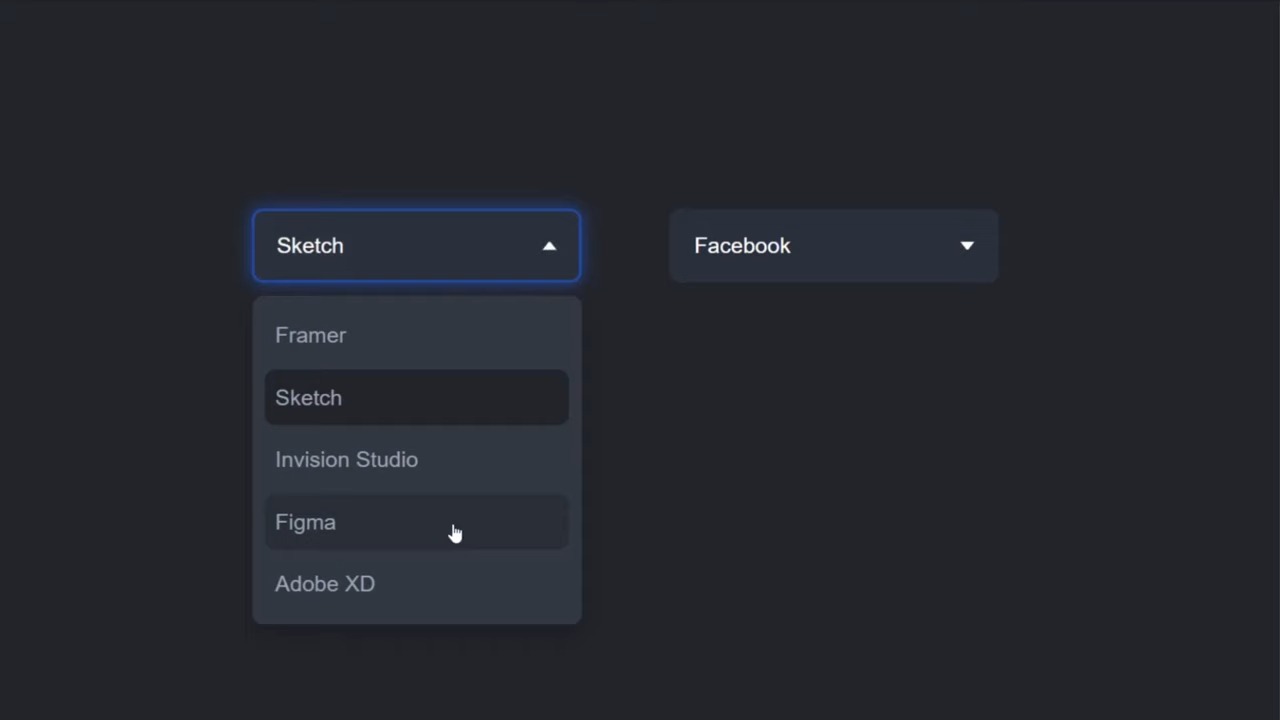 Sketch
Facebook
Framer
Sketch
Invision Studio
Figma
Adobe XD